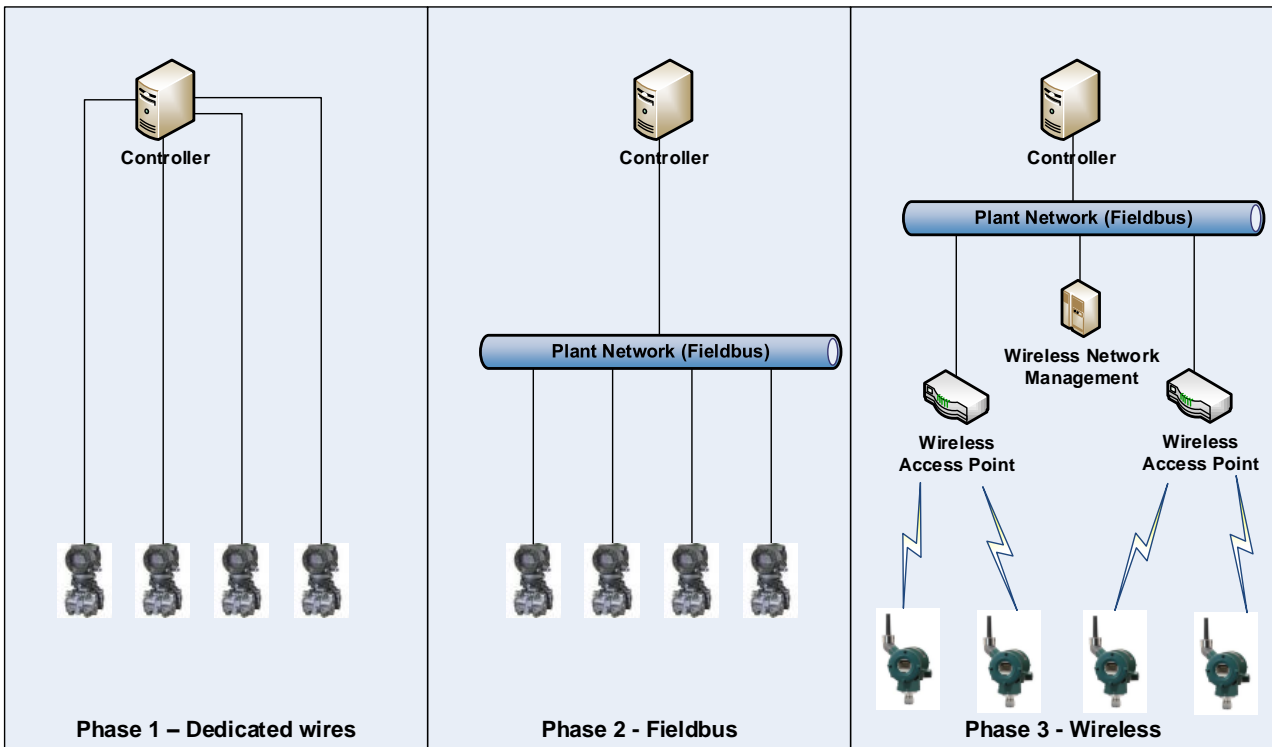 Controller
Phase 1 – Dedicated wires
Controller
Plant Network (Fieldbus)
Phase 2 - Fieldbus
Controller
Plant Network (Fieldbus)
Wireless Network
Management
Wireless
Access Point
Wireless
Access Point
Phase 3 - Wireless